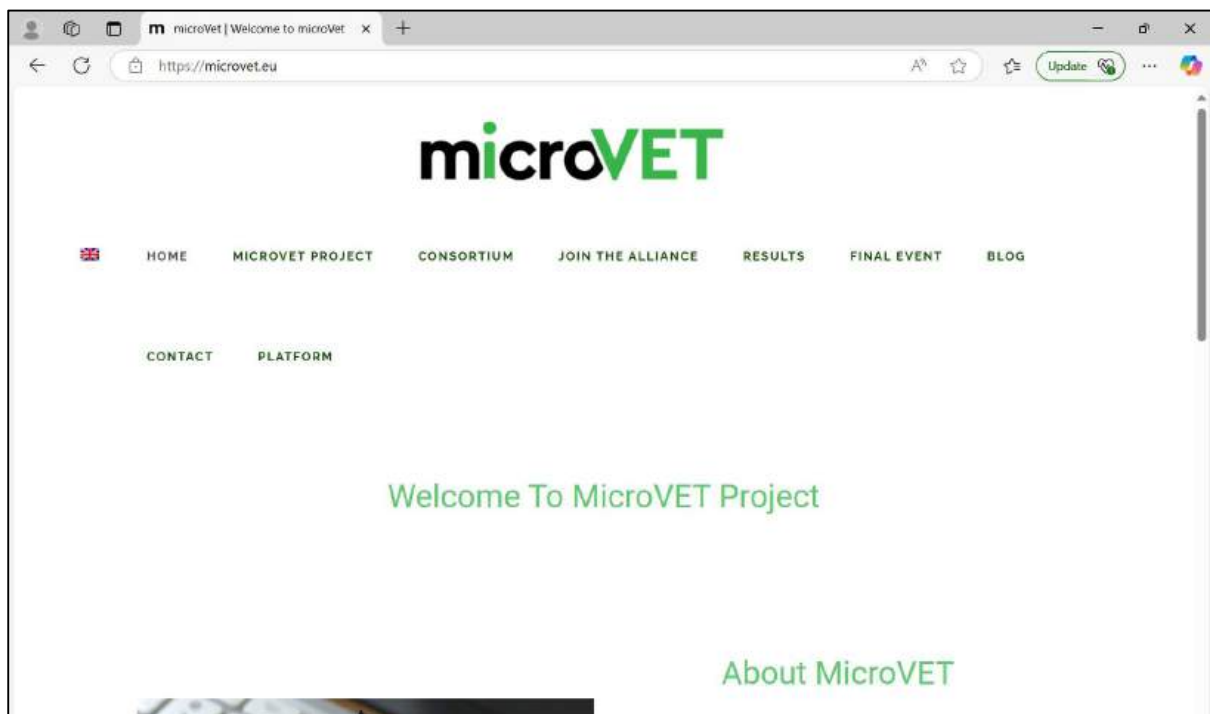 m microVet | Welcome to microVet
https://microvet.eu
Update
microVET
HOME MICROVET PROJECT CONSORTIUM JOIN THE ALLIANCE RESULTS FINAL EVENT BLOG
CONTACT PLATFORM
Welcome To MicroVET Project
About MicroVET